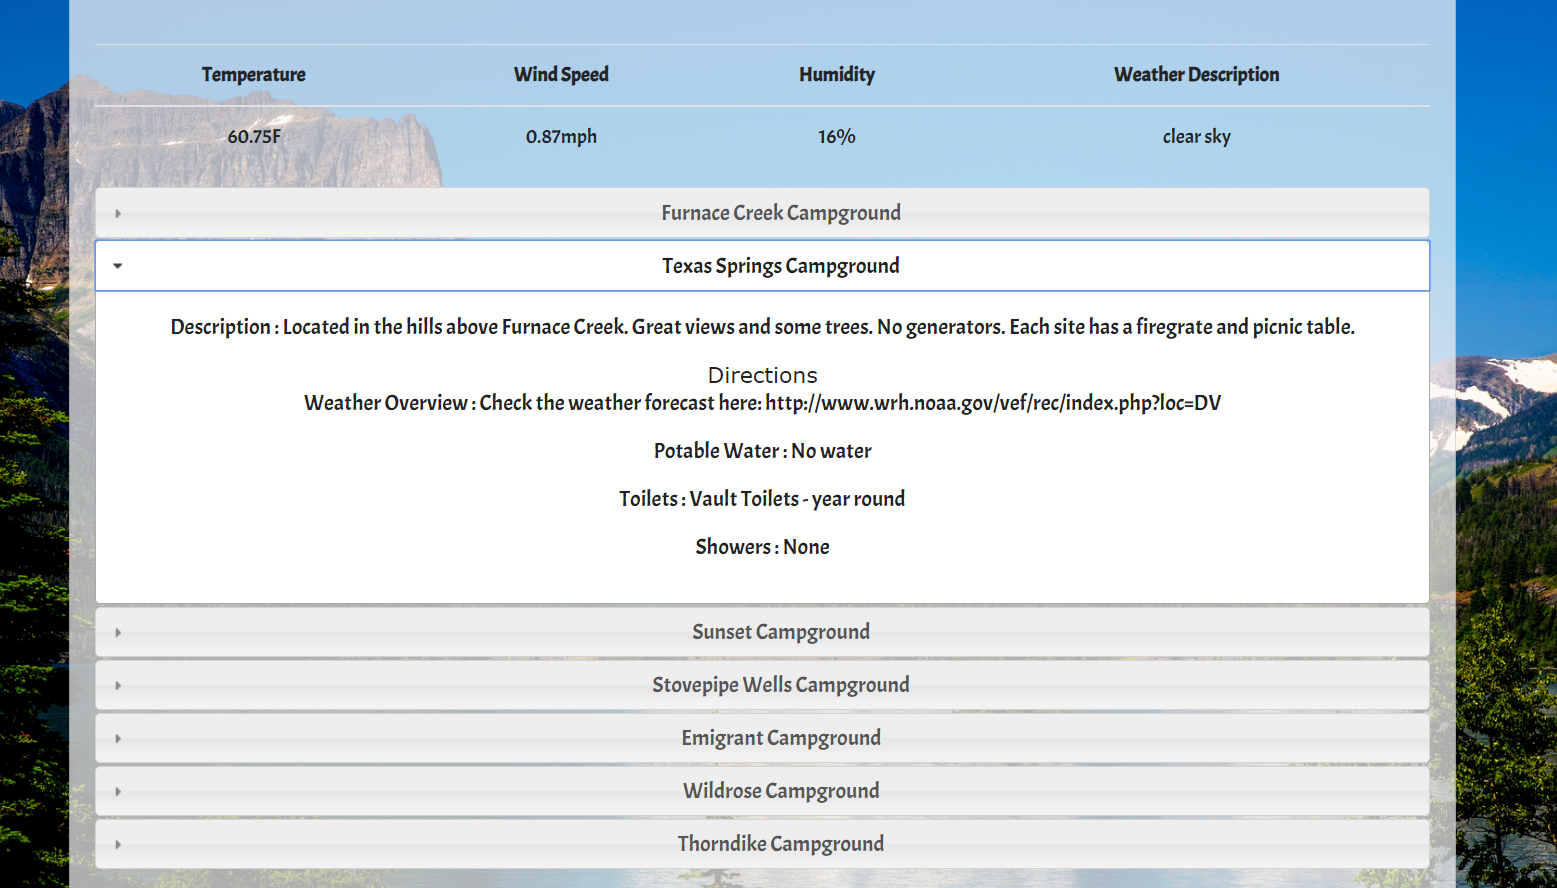 Temperature Wind Speed Humidity Weather Description
60.75F 0.87mph 16% clear sky
Furnace Creek Campground
Texas Springs Campground
Description : Located in the hills above Furnace Creek. Great views and some trees. No generators. Each site has a firegrate and picnic table.
Directions
Weather Overview : Check the weather forecast here: http://www.wrh.noaa.gov/vef/rec/index.php?loc=DV
Potable Water : No water
Toilets : Vault Toilets - year round
Showers : None
Sunset Campground
Stovepipe Wells Campground
Emigrant Campground
Wildrose Campground
Thorndike Campground